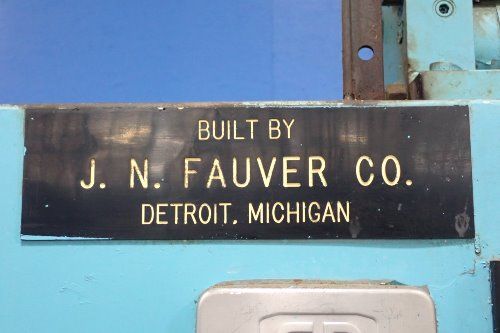 BUILT BY
J. N. FAUVER CO.
DETROIT, MICHIGAN